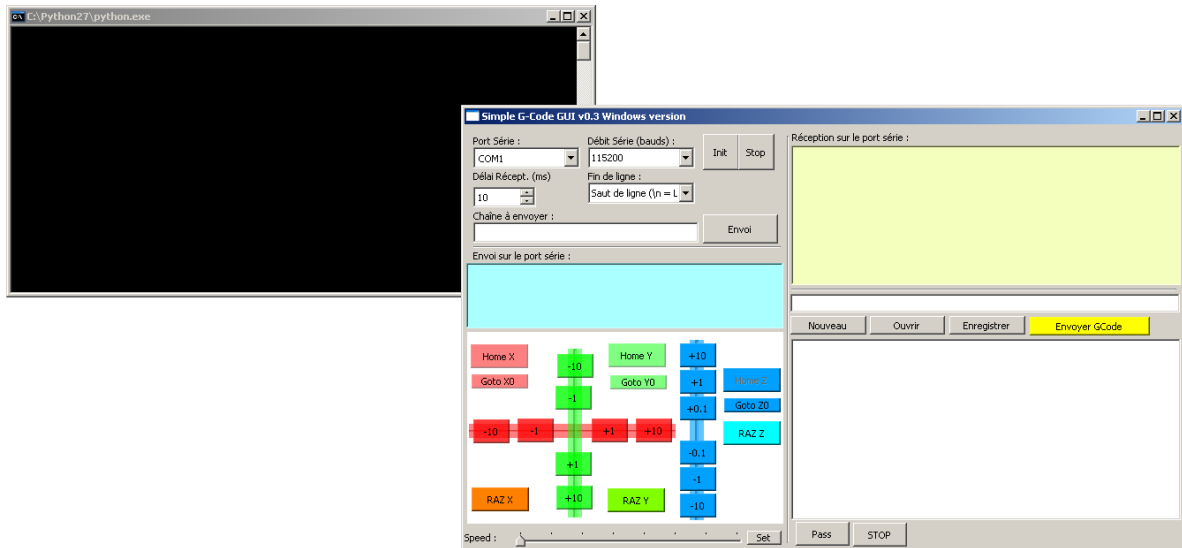 C:\Python27\python.exe
Simple G-Code GUI v0.3 Windows version
Port Série :
Débit Série (bauds) :
COM1
115200
Init
Stop
Délai Récept. (ms)
Fin de ligne :
10
Saut de ligne (\n = L
Chaîne à envoyer :
Envoi
Envoi sur le port série :
Réception sur le port série :
Nouveau
Ouvrir
Enregistrer
Envoyer GCode
Home X
-10
Home Y
+10
Goto X0
Goto Y0
+1
Home Z
-1
+0.1
Goto Z0
-10
-1
+1
+10
RAZ Z
-0.1
+1
-1
RAZ X
+10
RAZ Y
-10
Speed :
Set
Pass
STOP